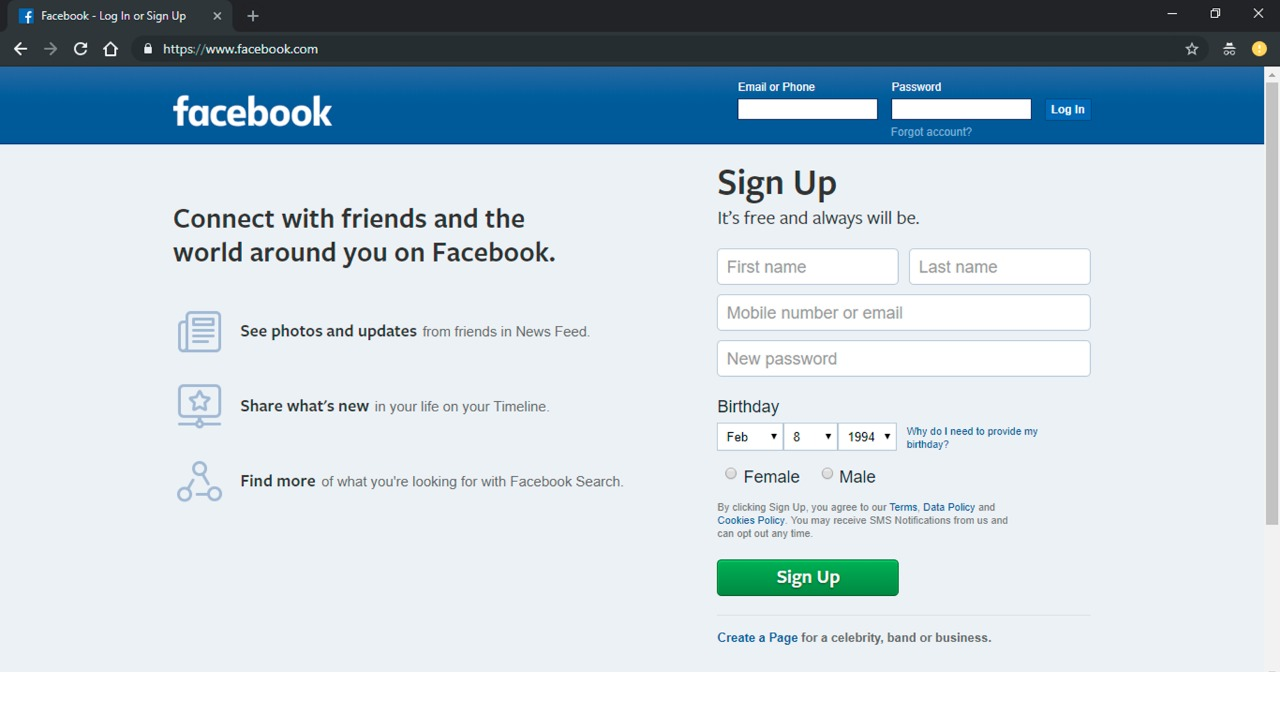 Facebook - Log In or Sign Up
https://www.facebook.com
facebook
Email or Phone
Password
Log In
Forgot account?
Connect with friends and the
world around you on Facebook.
See photos and updates from friends in News Feed.
Share what's new in your life on your Timeline.
Find more of what you're looking for with Facebook Search.
Sign Up
It's free and always will be.
First name
Last name
Mobile number or email
New password
Birthday
Feb
8
1994
Why do I need to provide my
birthday?
Female
Male
By clicking Sign Up, you agree to our Terms, Data Policy and
Cookies Policy. You may receive SMS Notifications from us and
can opt out any time.
Sign Up
Create a Page for a celebrity, band or business.